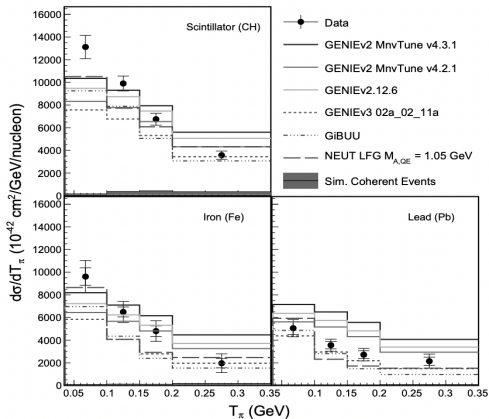 16000
14000
12000
10000
8000
6000
4000
2000
0
Scintillator (CH)
Data
GENIEv2 MnvTune v4.3.1
GENIEv2 MnvTune v4.2.1
GENIEv2.12.6
GENIEv3 02a_02_11a
GiBUU
NEUT LFG M_A,QE = 1.05 GeV
Sim. Coherent Events
dσ/dT_π (10⁻⁴² cm²/GeV/nucleon)
16000
14000
12000
10000
8000
6000
4000
2000
0
Iron (Fe)
Lead (Pb)
0.05 0.1 0.15 0.2 0.25 0.3 0.35 0.1 0.15 0.2 0.25 0.3 0.35
T_π (GeV)